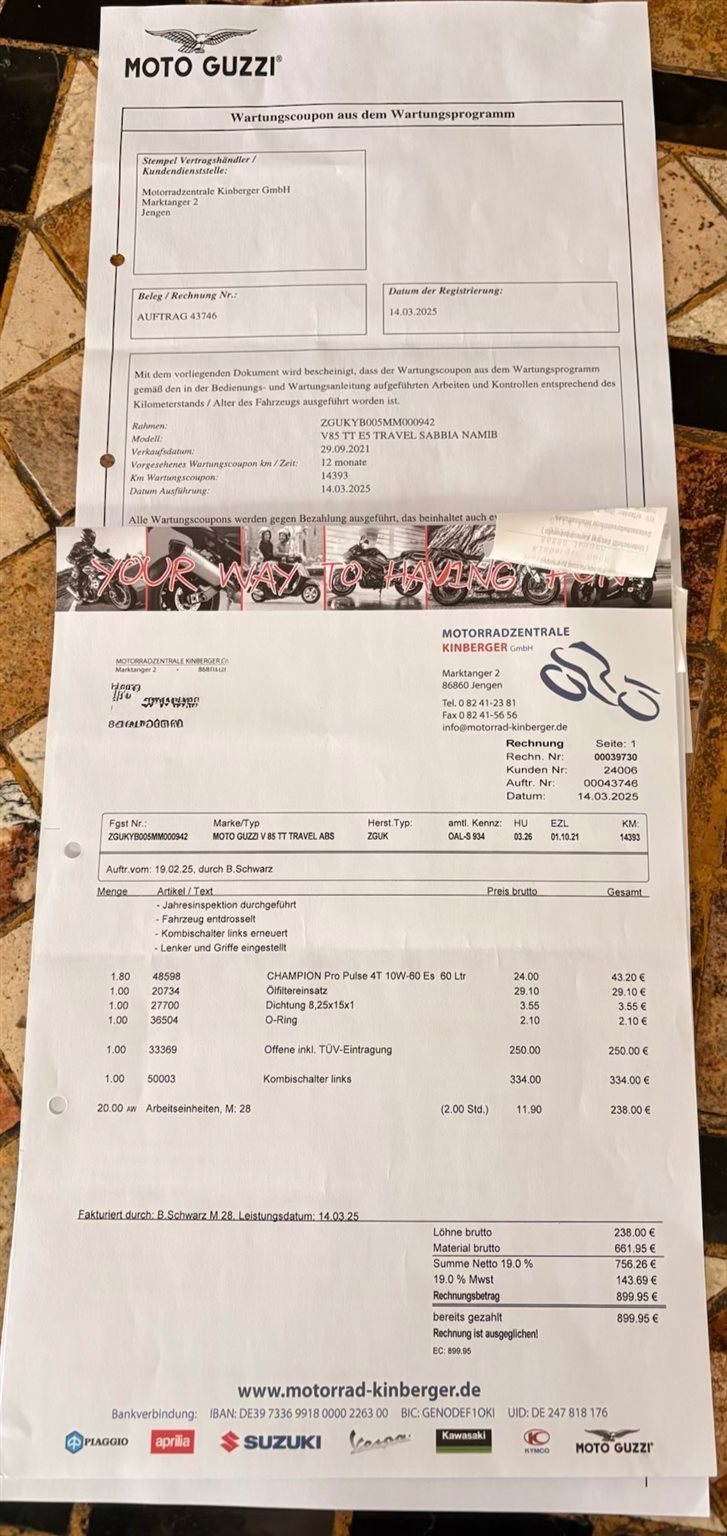 MOTO GUZZI®
Wartungscoupon aus dem Wartungsprogramm
Stempel Vertragshändler /
Kundendienststelle:
Motorradzentrale Kinberger GmbH
Marktanger 2
Jengen
Beleg / Rechnung Nr.:
AUFTRAG 43746
Datum der Registrierung:
14.03.2025
Mit dem vorliegenden Dokument wird bescheinigt, dass der Wartungscoupon aus dem Wartungsprogramm
gemäß den in der Bedienungs- und Wartungsanleitung aufgeführten Arbeiten und Kontrollen entsprechend des
Kilometerstands / Alter des Fahrzeugs ausgeführt worden ist.
Rahmen: ZGUKYB005MM000942
Modell: V85 TT E5 TRAVEL SABBIA NAMIB
Verkaufsdatum: 29.09.2021
Vorgesehenes Wartungscoupon km / Zeit: 12 monate
Km Wartungscoupon: 14393
Datum Ausführung: 14.03.2025
Alle Wartungscoupons werden gegen Bezahlung ausgeführt, das beinhaltet auch
YOUR WAY TO HAVING FUN
MOTORRADZENTRALE
KINBERGER GmbH
MOTORRADZENTRALE KINBERGER
Marktanger 2
Marktanger 2
86860 Jengen
Tel. 0 82 41-23 81
Fax 0 82 41-56 56
info@motorrad-kinberger.de
Rechnung Seite: 1
Rechn. Nr: 00039730
Kunden Nr: 24006
Auftr. Nr: 00043746
Datum: 14.03.2025
Fgst Nr.: Marke/Typ Herst.Typ: amtl. Kennz: HU EZL KM:
ZGUKYB005MM000942 MOTO GUZZI V 85 TT TRAVEL ABS ZGUK OAL-S 934 03.26 01.10.21 14393
Auftr.vom: 19.02.25, durch B.Schwarz
Menge Artikel / Text Preis brutto Gesamt
- Jahresinspektion durchgeführt
- Fahrzeug entdrosselt
- Kombischalter links erneuert
- Lenker und Griffe eingestellt
1.80 48598 CHAMPION Pro Pulse 4T 10W-60 Es 60 Ltr 24.00 43.20 €
1.00 20734 Ölfiltereinsatz 29.10 29.10 €
1.00 27700 Dichtung 8,25x15x1 3.55 3.55 €
1.00 36504 O-Ring 2.10 2.10 €
1.00 33369 Offene inkl. TÜV-Eintragung 250.00 250.00 €
1.00 50003 Kombischalter links 334.00 334.00 €
20.00 AW Arbeitseinheiten, M: 28 (2.00 Std.) 11.90 238.00 €
Fakturiert durch: B.Schwarz M 28, Leistungsdatum: 14.03.25
Löhne brutto 238.00 €
Material brutto 661.95 €
Summe Netto 19.0 % 756.26 €
19.0 % Mwst 143.69 €
Rechnungsbetrag 899.95 €
bereits gezahlt 899.95 €
Rechnung ist ausgeglichen!
EC: 899.95
www.motorrad-kinberger.de
Bankverbindung: IBAN: DE39 7336 9918 0000 2263 00 BIC: GENODEF1OKI UID: DE 247 818 176
PIAGGIO aprilia SUZUKI Vespa Kawasaki KYMCO MOTO GUZZI®